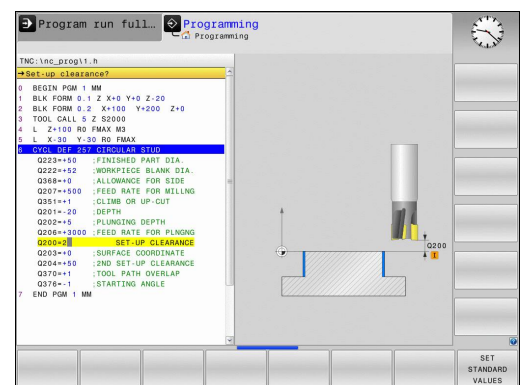 Program run full... Programming
Programming
TNC:\nc_prog\1.h
→Set-up clearance?
0 BEGIN PGM 1 MM
1 BLK FORM 0.1 Z X+0 Y+0 Z-20
2 BLK FORM 0.2 X+100 Y+200 Z+0
3 TOOL CALL 5 Z S2000
4 L Z+100 R0 FMAX M3
5 L X-30 Y-30 R0 FMAX
6 CYCL DEF 257 CIRCULAR STUD
Q223=+50 ;FINISHED PART DIA.
Q222=+52 ;WORKPIECE BLANK DIA.
Q368=+0 ;ALLOWANCE FOR SIDE
Q207=+500 ;FEED RATE FOR MILLNG
Q351=+1 ;CLIMB OR UP-CUT
Q201=-20 ;DEPTH
Q202=+5 ;PLUNGING DEPTH
Q206=+3000 ;FEED RATE FOR PLNGNG
Q200=2 SET-UP CLEARANCE
Q203=+0 ;SURFACE COORDINATE
Q204=+50 ;2ND SET-UP CLEARANCE
Q370=+1 ;TOOL PATH OVERLAP
Q376=-1 ;STARTING ANGLE
7 END PGM 1 MM
Q200
I
SET
STANDARD
VALUES